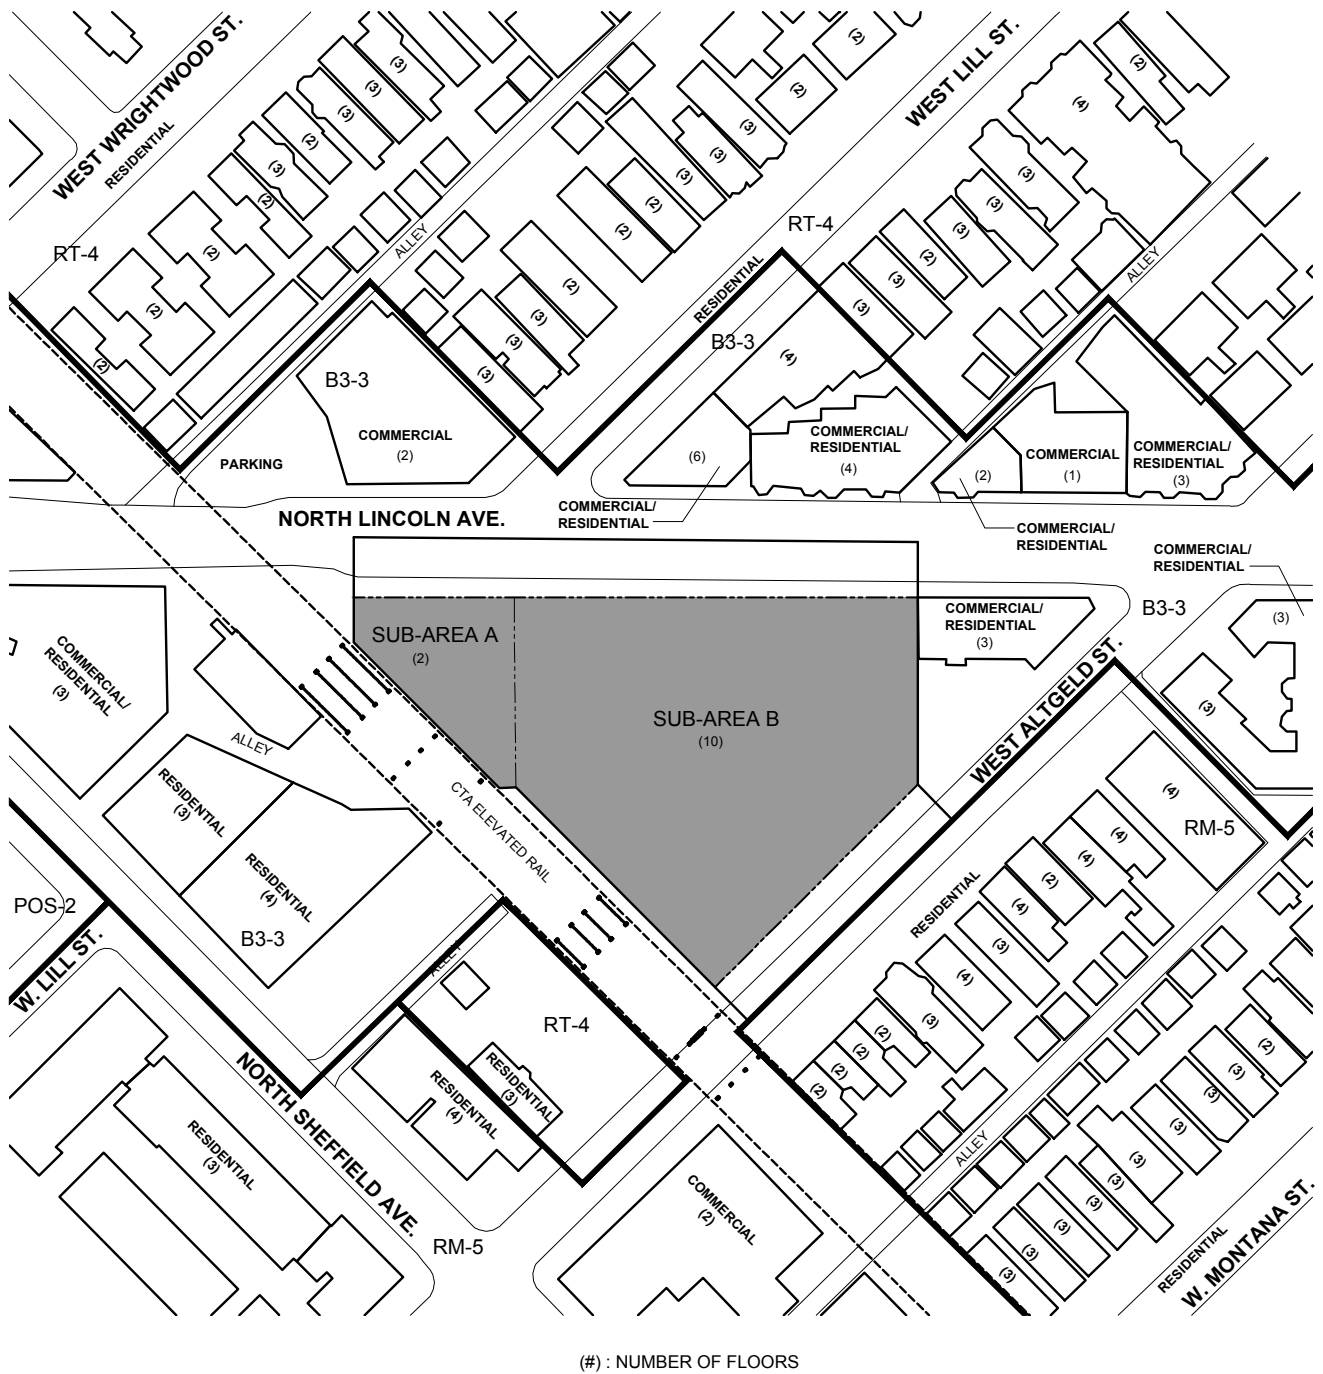 WEST WRIGHTWOOD ST.
RESIDENTIAL
RT-4
(3)
(3)
(3)
(2)
(3)
(2)
(2)
(2)
(2)
ALLEY
(2)
(2)
(3)
(3)
(3)
(2)
(2)
(2)
(3)
(3)
(3)
WEST LILL ST.
RESIDENTIAL
RT-4
(2)
(4)
(3)
(3)
(3)
(2)
(3)
(3)
ALLEY
B3-3
COMMERCIAL
(2)
PARKING
B3-3
(4)
(6)
COMMERCIAL/
RESIDENTIAL
(4)
COMMERCIAL/
RESIDENTIAL
(2)
COMMERCIAL
(1)
COMMERCIAL/
RESIDENTIAL
(3)
COMMERCIAL/
RESIDENTIAL
NORTH LINCOLN AVE.
COMMERCIAL/
RESIDENTIAL
(3)
B3-3
COMMERCIAL/
RESIDENTIAL
(3)
SUB-AREA A
(2)
SUB-AREA B
(10)
COMMERCIAL/
RESIDENTIAL
(3)
(3)
WEST ALTGELD ST.
ALLEY
RESIDENTIAL
(3)
RESIDENTIAL
(4)
B3-3
CTA ELEVATED RAIL
POS-2
W. LILL ST.
ALLEY
RT-4
RESIDENTIAL
(3)
RESIDENTIAL
(4)
NORTH SHEFFIELD AVE.
RESIDENTIAL
(3)
RM-5
COMMERCIAL
(2)
RESIDENTIAL
(4)
RM-5
(4)
(4)
(2)
(4)
(3)
(4)
(3)
(2)
(2)
(2)
(2)
ALLEY
(2)
(3)
(3)
(3)
(3)
(3)
(3)
(3)
(3)
(3)
RESIDENTIAL
W. MONTANA ST.
(#) : NUMBER OF FLOORS